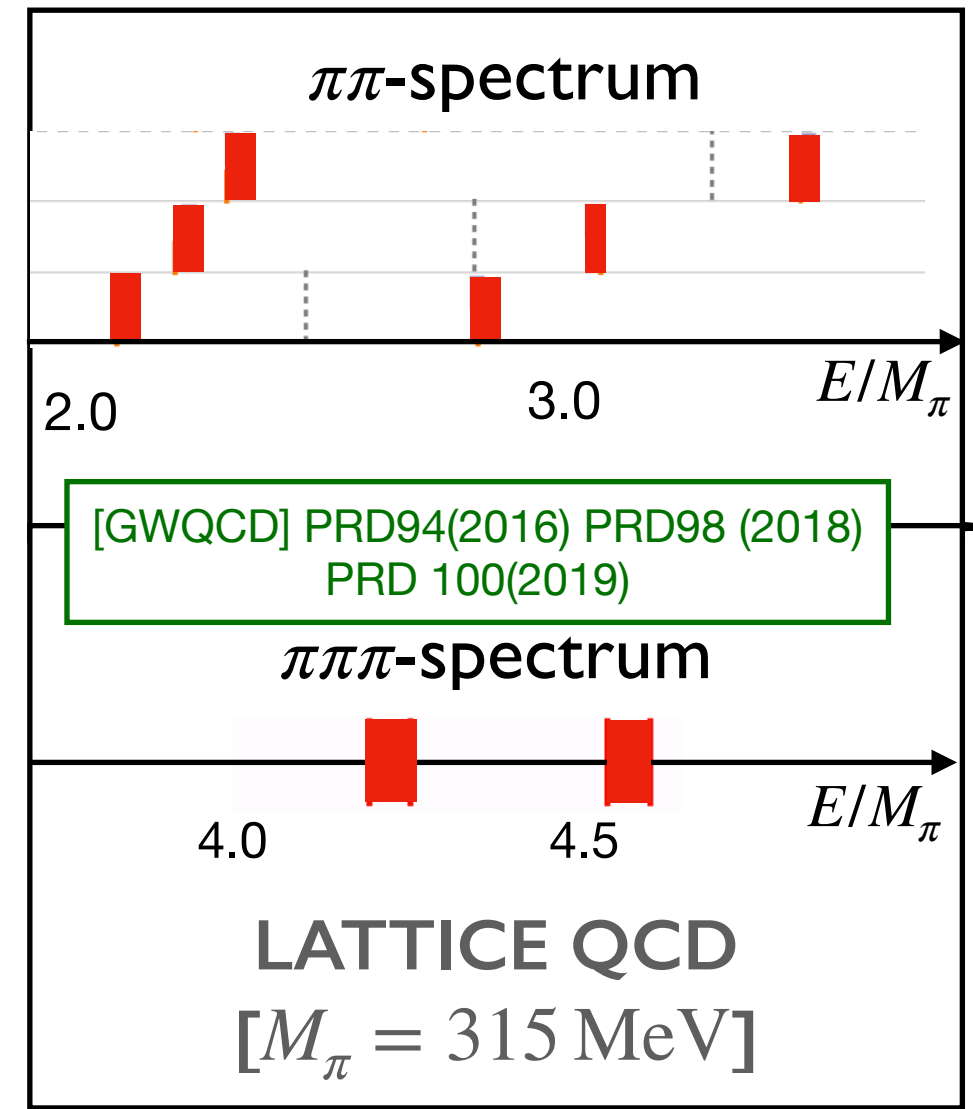 ππ-spectrum
2.0
3.0
E/M_π
[GWQCD] PRD94(2016) PRD98 (2018)
PRD 100(2019)
πππ-spectrum
4.0
4.5
E/M_π
LATTICE QCD
[M_π = 315 MeV]